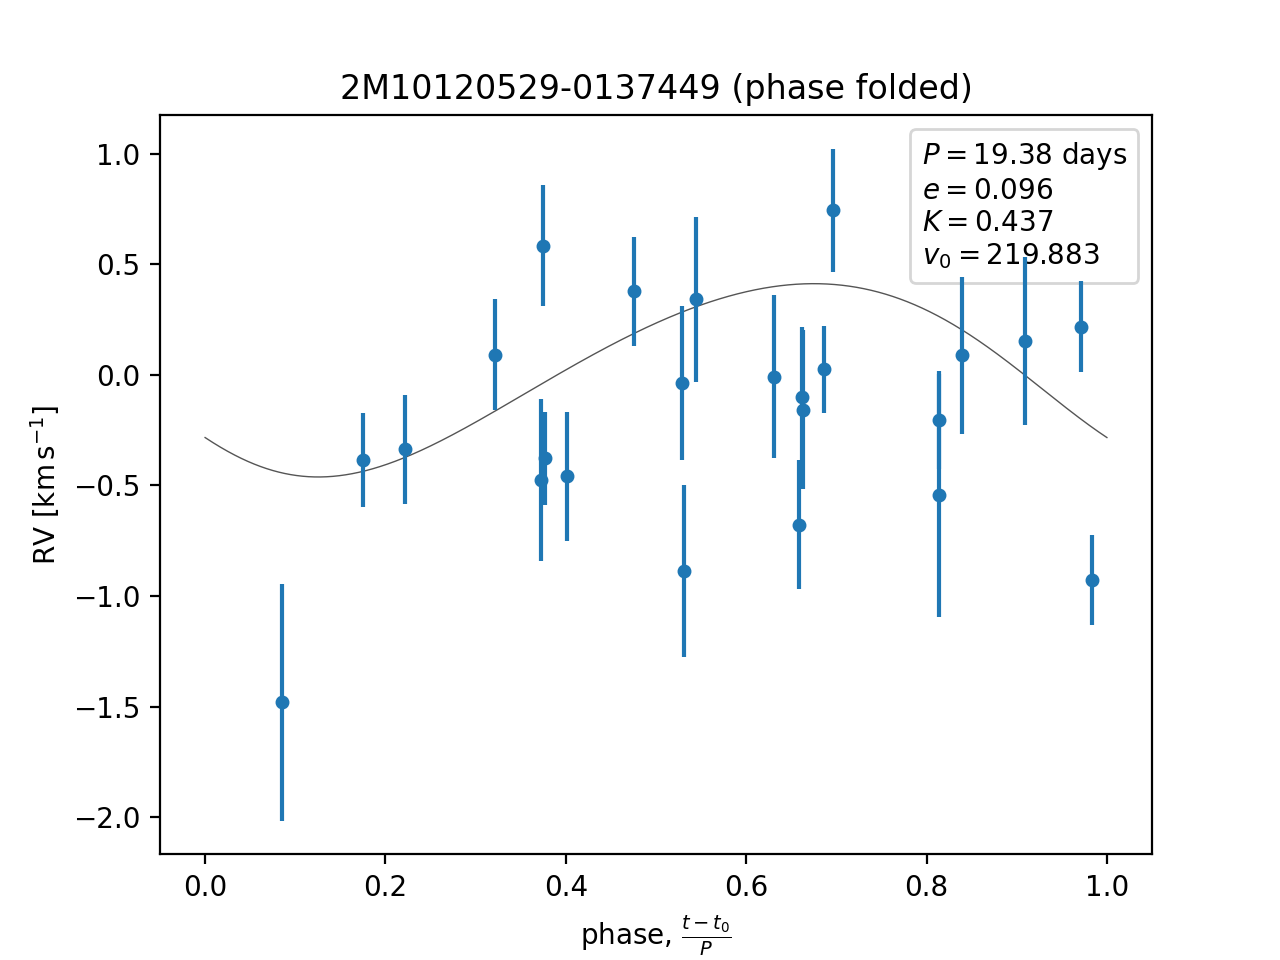 2M10120529-0137449 (phase folded)
P = 19.38 days
e = 0.096
K = 0.437
v₀ = 219.883
1.0
0.5
0.0
−0.5
−1.0
−1.5
−2.0
RV [km s⁻¹]
0.0 0.2 0.4 0.6 0.8 1.0
phase, (t − t₀)/P